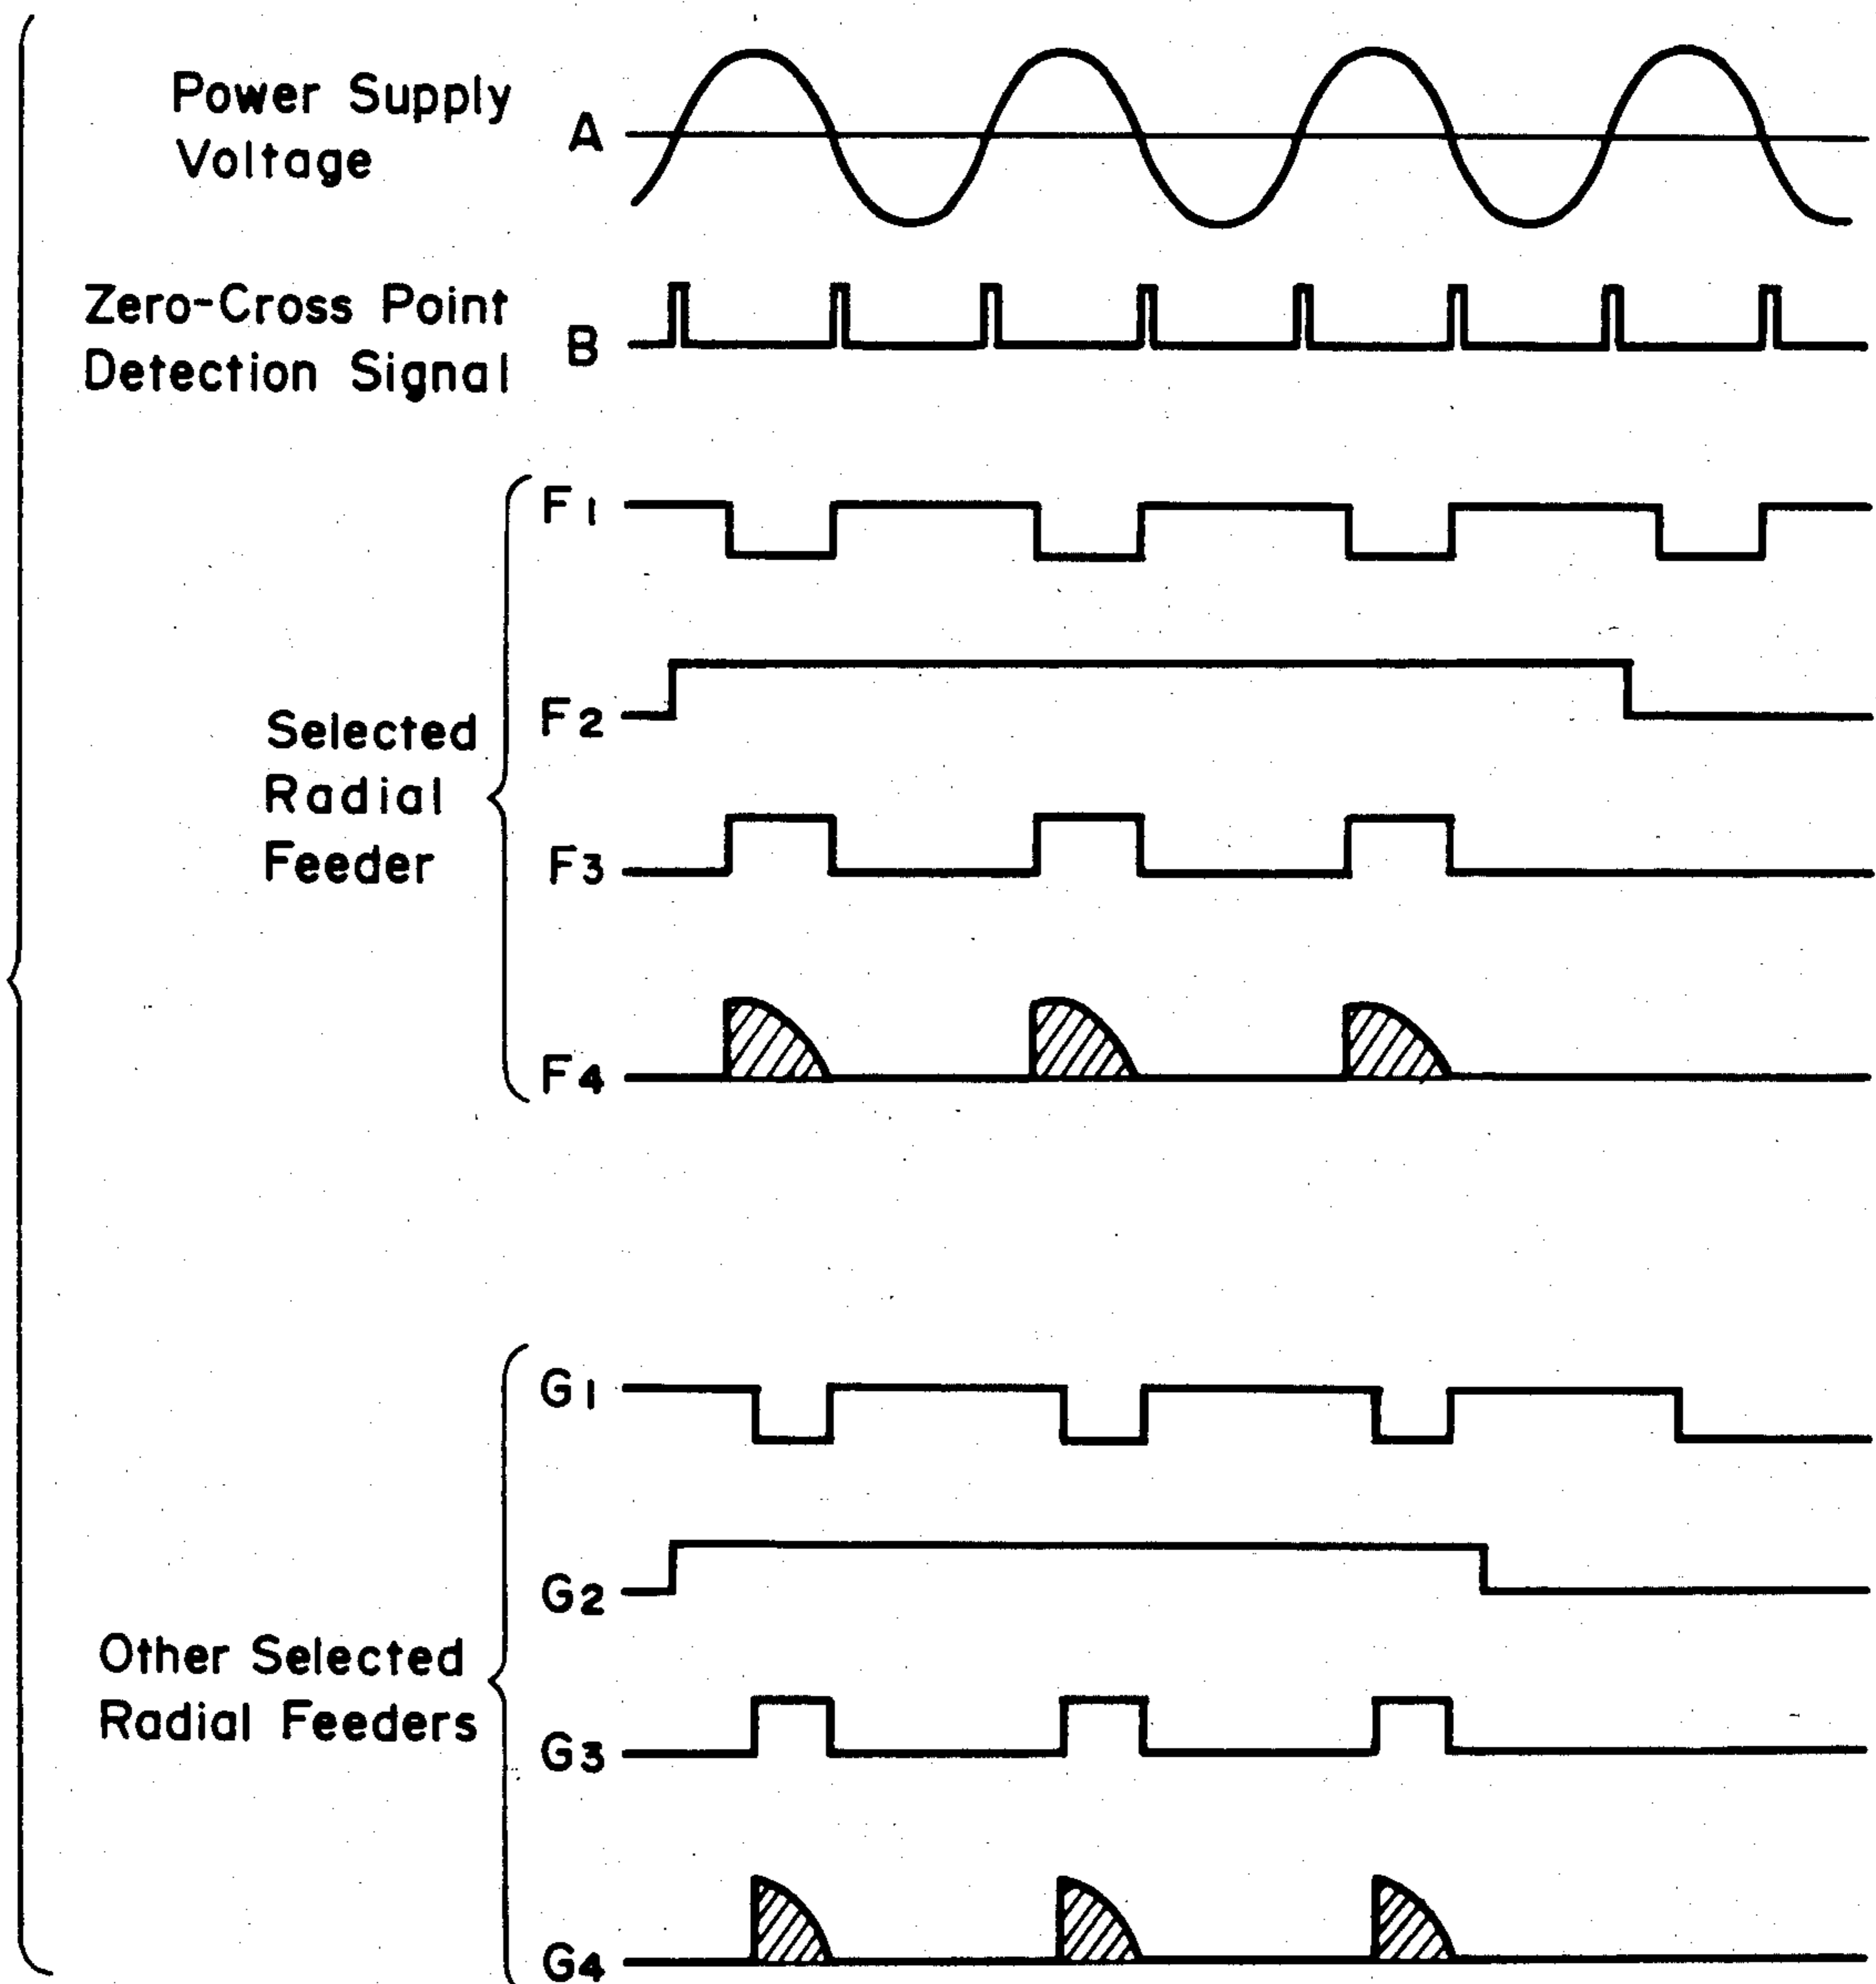 Power Supply
Voltage
A
Zero-Cross Point
Detection Signal
B
Selected
Radial
Feeder
F1
F2
F3
F4
Other Selected
Radial Feeders
G1
G2
G3
G4